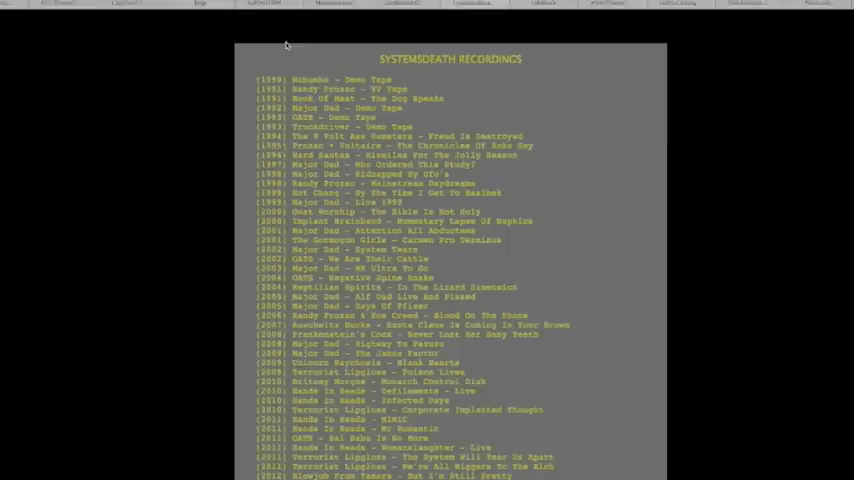 SYSTEMSDEATH RECORDINGS
[1990] - Demo Tape
[1991] Randy Prozac - VV Tape
[1991] Book Of Meat - The Dog Speaks
[1992] Major Dad - Demo Tape
[1993] OATS - Demo Tape
[1993] Truckdriver - Demo Tape
[1994] The 9 Volt Ass Hamsters - Freud Is Destroyed
[1995] Prozac + Voltaire - The Chronicles Of Robo Sey
[1996] Hard Santas - Missiles For The Jolly Season
[1997] Major Dad - Who Ordered This Study?
[1998] Major Dad - Kidnapped By Ufo's
[1998] Randy Prozac - Mainstream Daydreams
[1999] Hot Chang - By The Time I Get To Baalbek
[1999] Major Dad - Live 1999
[2000] Goat Worship - The Bible Is Not Holy
[2000] Implant Brainband - Momentary Lapse Of Napkins
[2001] Major Dad - Attention All Abductees
[2001] The Gormogon Girls - Carmen Pro Terminus
[2002] Major Dad - System Tears
[2002] OATS - We Are Their Cattle
[2003] Major Dad - MK Ultra To Go
[2004] OATS - Negative Spine Snake
[2004] Reptilian Spirits - In The Lizard Dimension
[2005] Major Dad - Alf Dad Live And Pissed
[2005] Major Dad - Days Of Pfizer
[2006] Randy Prozac & Koe Creed - Blood On The Phone
[2007] Auschwitz Bucks - Santa Claus Is Coming In Your Brown
[2008] Frankenstein's Cock - Never Lost Her Baby Teeth
[2008] Major Dad - Highway To Pazuzu
[2009] Major Dad - The Janus Factor
[2009] Unicorn Psychosis - Blank Hearts
[2009] Terrorist Lipgloss - Poison Lives
[2010] Britney Morgue - Monarch Control Disk
[2010] Hands In Heads - Defilements - Live
[2010] Hands In Heads - Infected Days
[2010] Terrorist Lipgloss - Corporate Implanted Thought
[2011] Hands In Heads - MIMIC
[2011] Hands In Heads - Mr Romantic
[2011] OATS - Sai Baba Is No More
[2011] Hands In Heads - Womanslaughter - Live
[2011] Terrorist Lipgloss - The System Will Tear Us Apart
[2012] Terrorist Lipgloss - We're All Niggers To The Rich
[2012] Blowjob From Tamara - But I'm Still Pretty